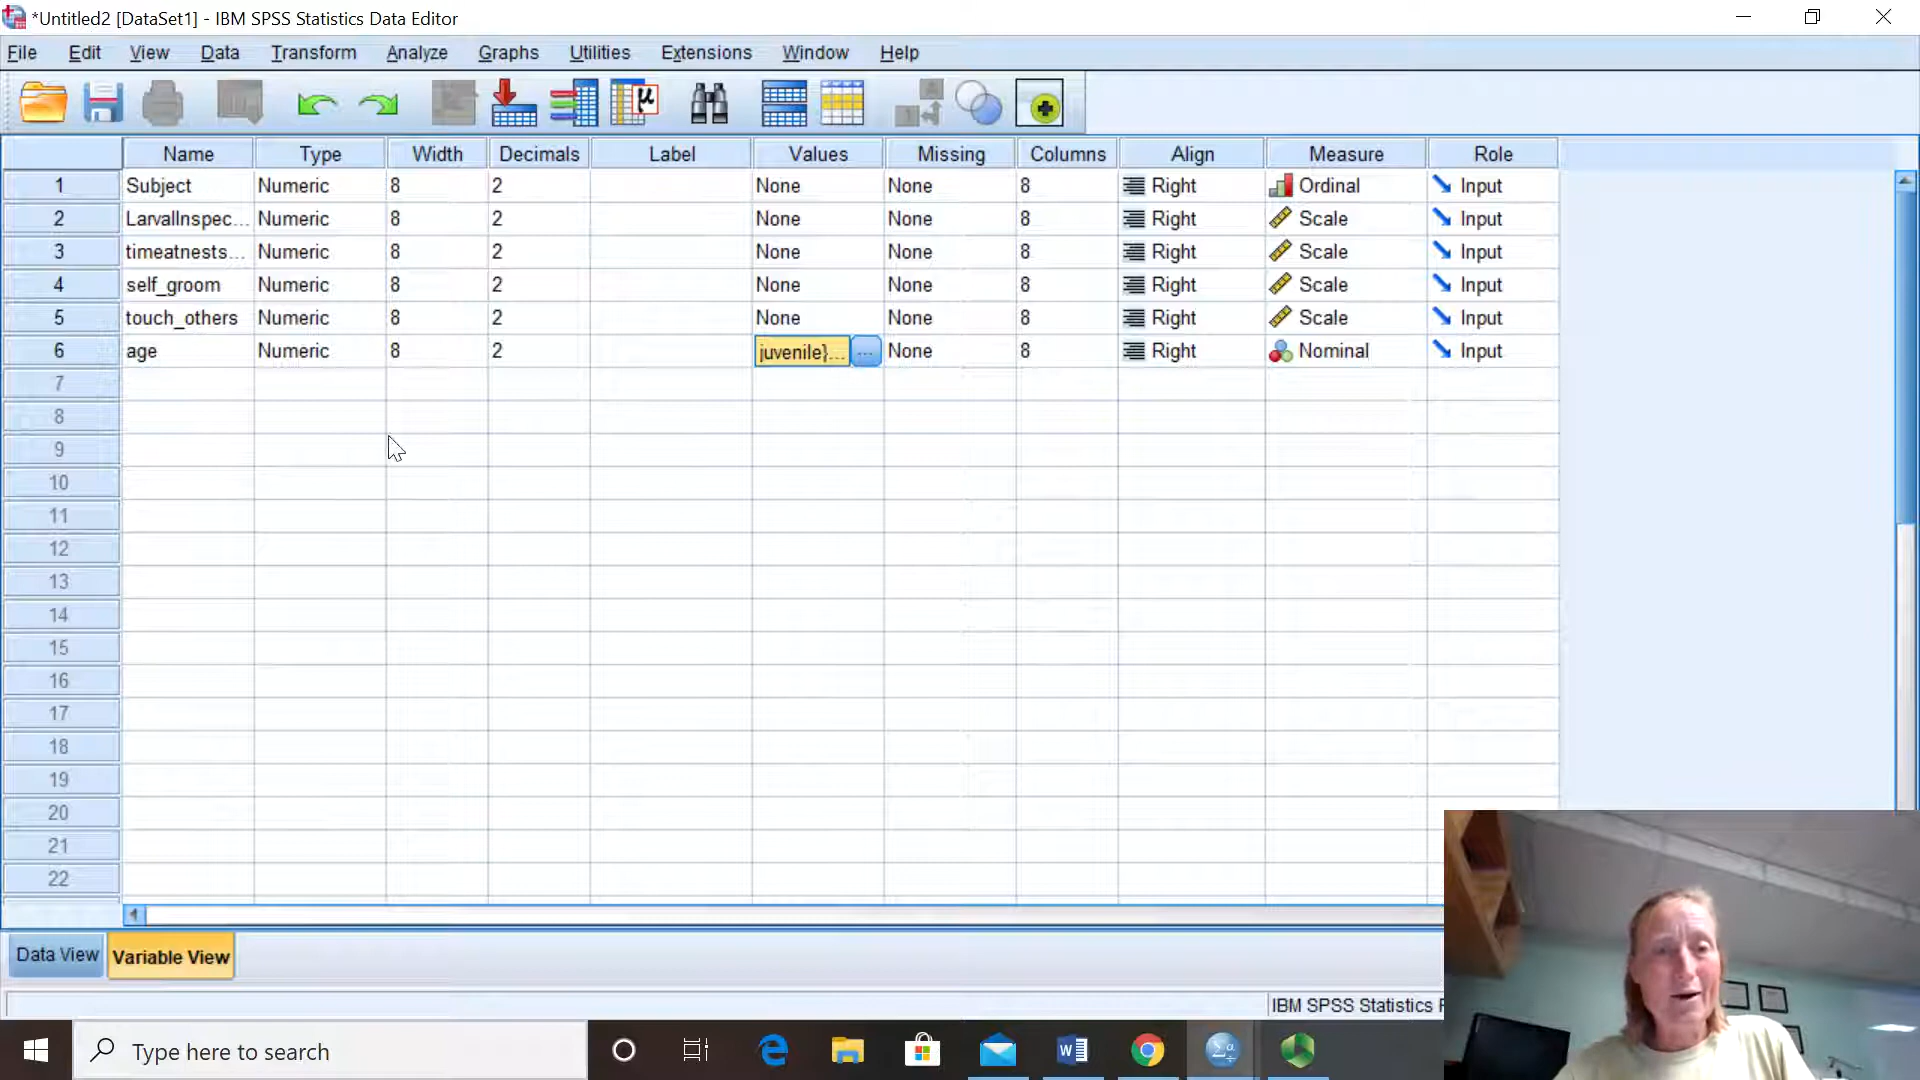 *Untitled2 [DataSet1] - IBM SPSS Statistics Data Editor
File Edit View Data Transform Analyze Graphs Utilities Extensions Window Help
Name Type Width Decimals Label Values Missing Columns Align Measure Role
1 Subject Numeric 8 2 None None 8 Right Ordinal Input
2 LarvalInspec... Numeric 8 2 None None 8 Right Scale Input
3 timeatnests... Numeric 8 2 None None 8 Right Scale Input
4 self_groom Numeric 8 2 None None 8 Right Scale Input
5 touch_others Numeric 8 2 None None 8 Right Scale Input
6 age Numeric 8 2 juvenile}... ... None 8 Right Nominal Input
7
8
9
10
11
12
13
14
15
16
17
18
19
20
21
22
Data View Variable View
IBM SPSS Statistics
Type here to search